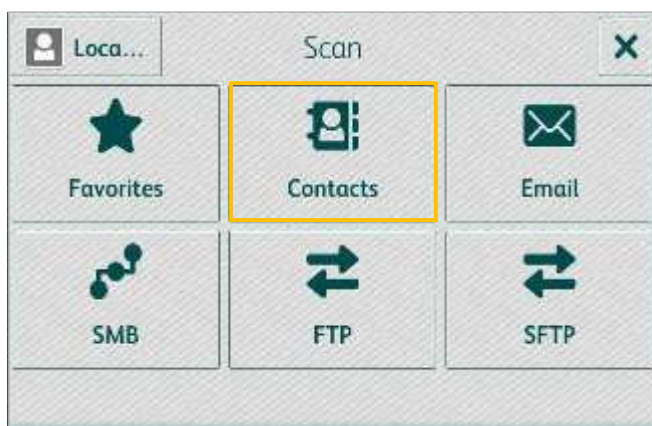 Loca...
Scan
Favorites
Contacts
Email
SMB
FTP
SFTP